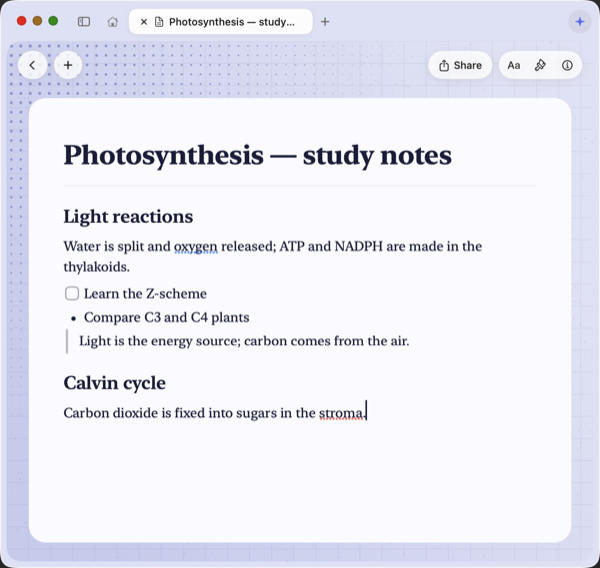 Photosynthesis — study...
Share
Aa
Photosynthesis — study notes
Light reactions
Water is split and oxygen released; ATP and NADPH are made in the
thylakoids.
Learn the Z-scheme
• Compare C3 and C4 plants
Light is the energy source; carbon comes from the air.
Calvin cycle
Carbon dioxide is fixed into sugars in the stroma.